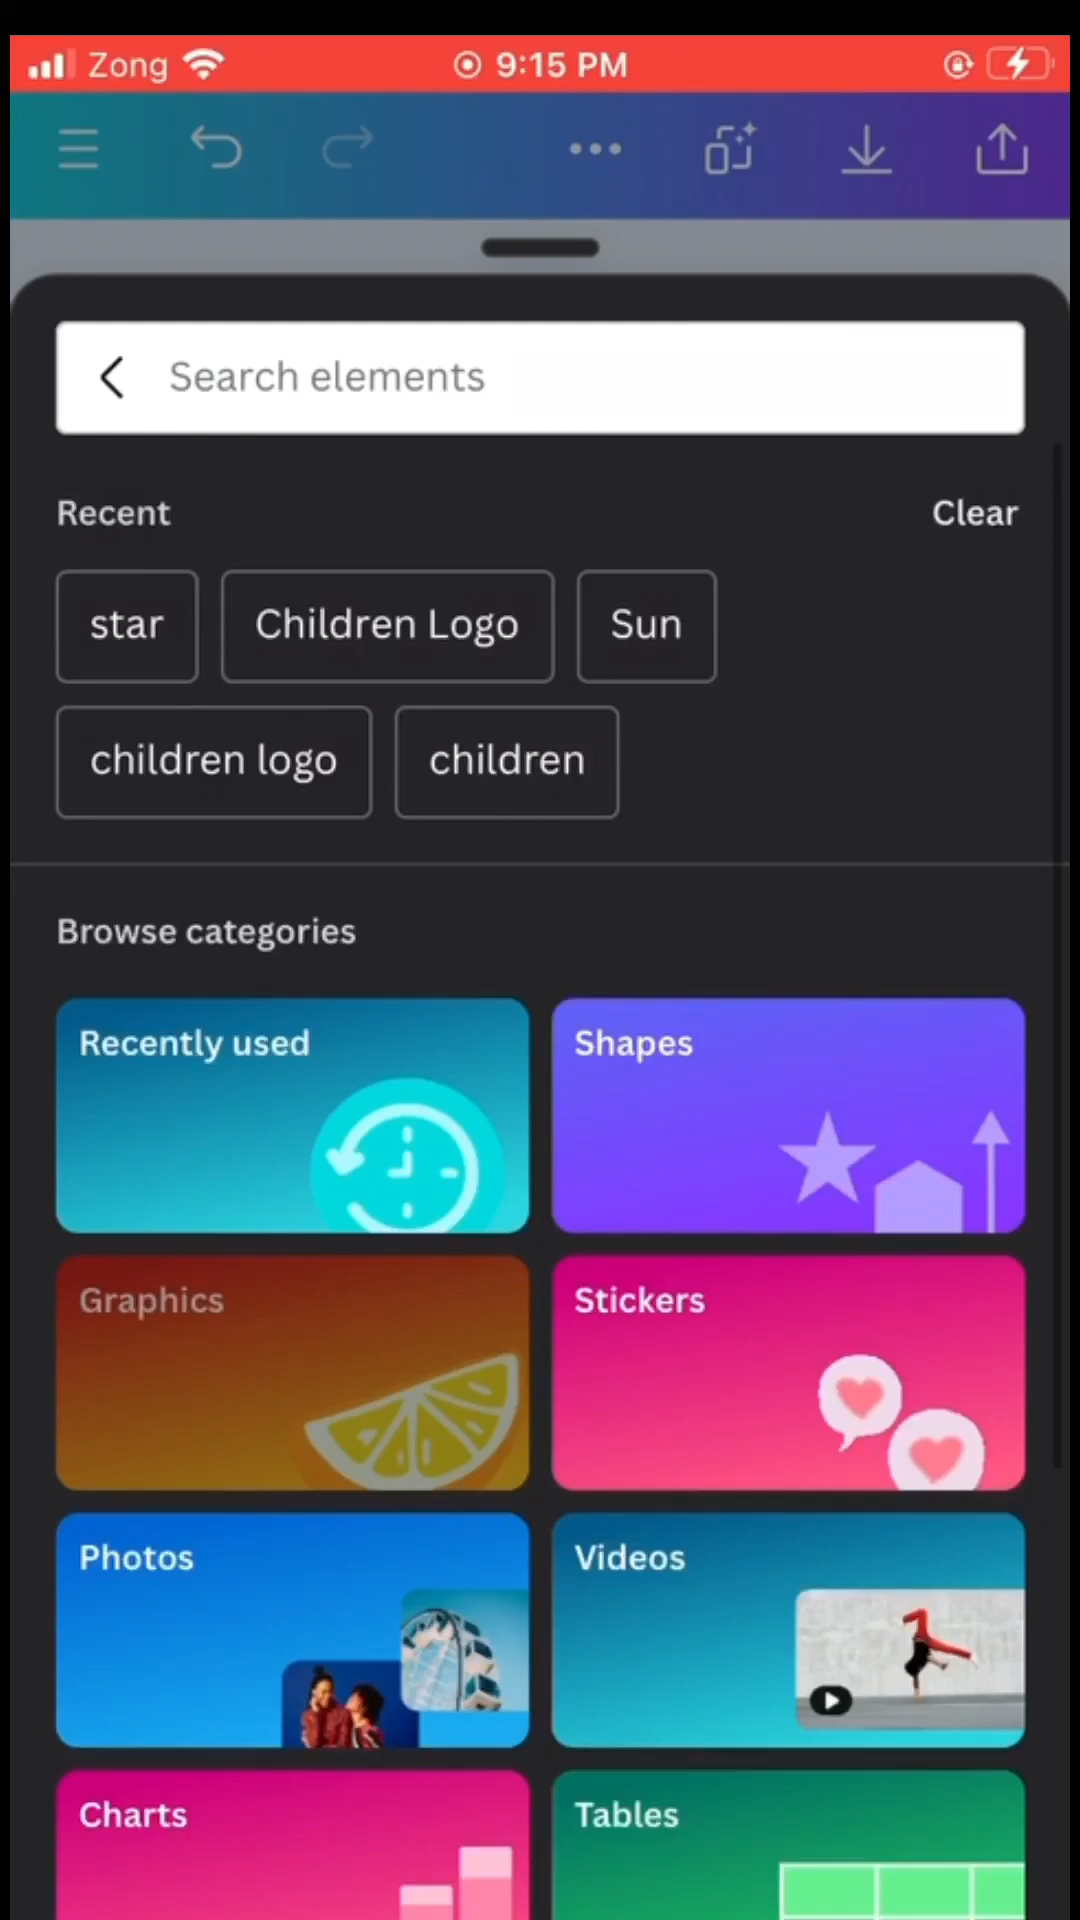 Zong 9:15 PM
Search elements
Recent Clear
star Children Logo Sun
children logo children
Browse categories
Recently used Shapes
Graphics Stickers
Photos Videos
Charts Tables